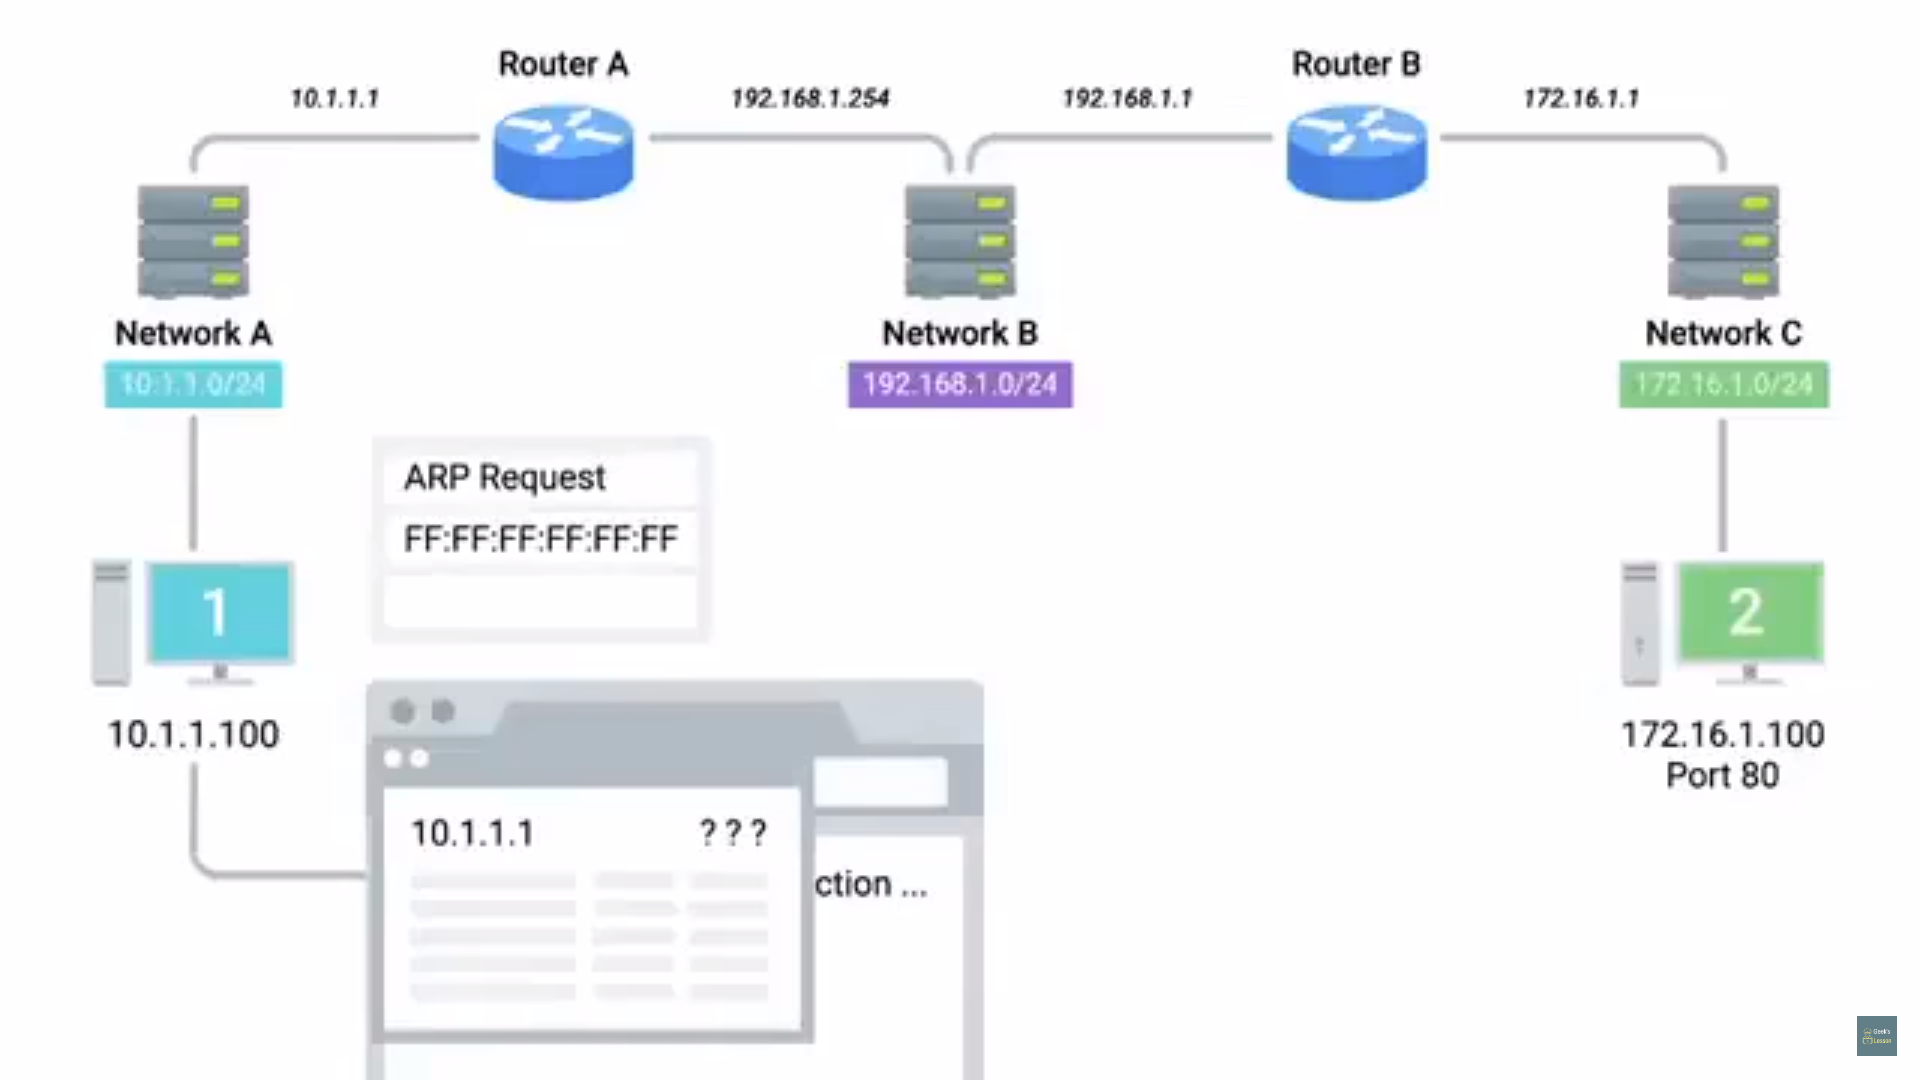 Router A
Router B
10.1.1.1
192.168.1.254
192.168.1.1
172.16.1.1
Network A
Network B
Network C
10.1.1.0/24
192.168.1.0/24
172.16.1.0/24
ARP Request
FF:FF:FF:FF:FF:FF
1
2
10.1.1.100
172.16.1.100
Port 80
10.1.1.1 ???
ction ...
Geek's
Lesson